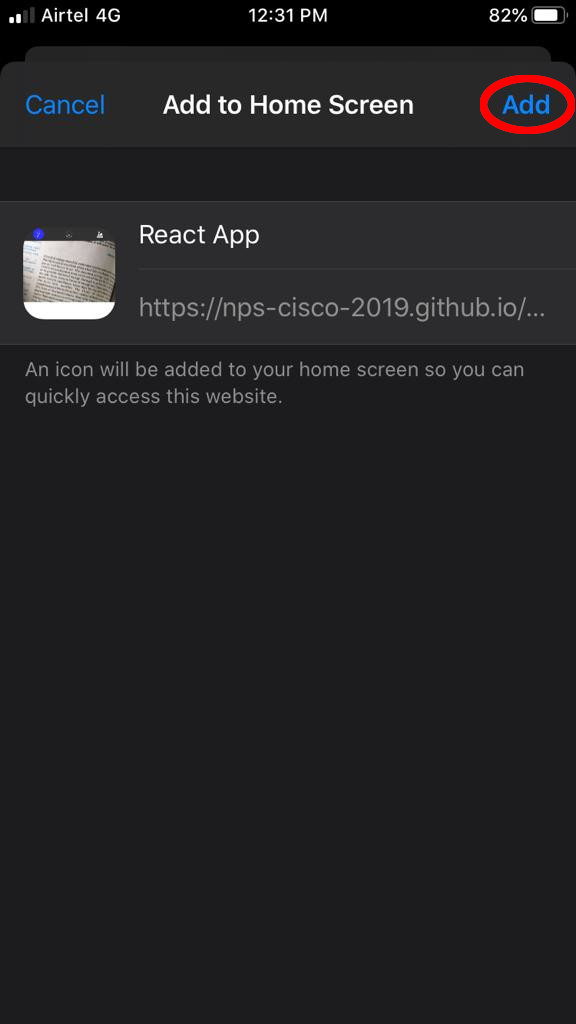 Airtel 4G 12:31 PM 82%
Cancel Add to Home Screen Add
React App
https://nps-cisco-2019.github.io/...
An icon will be added to your home screen so you can
quickly access this website.